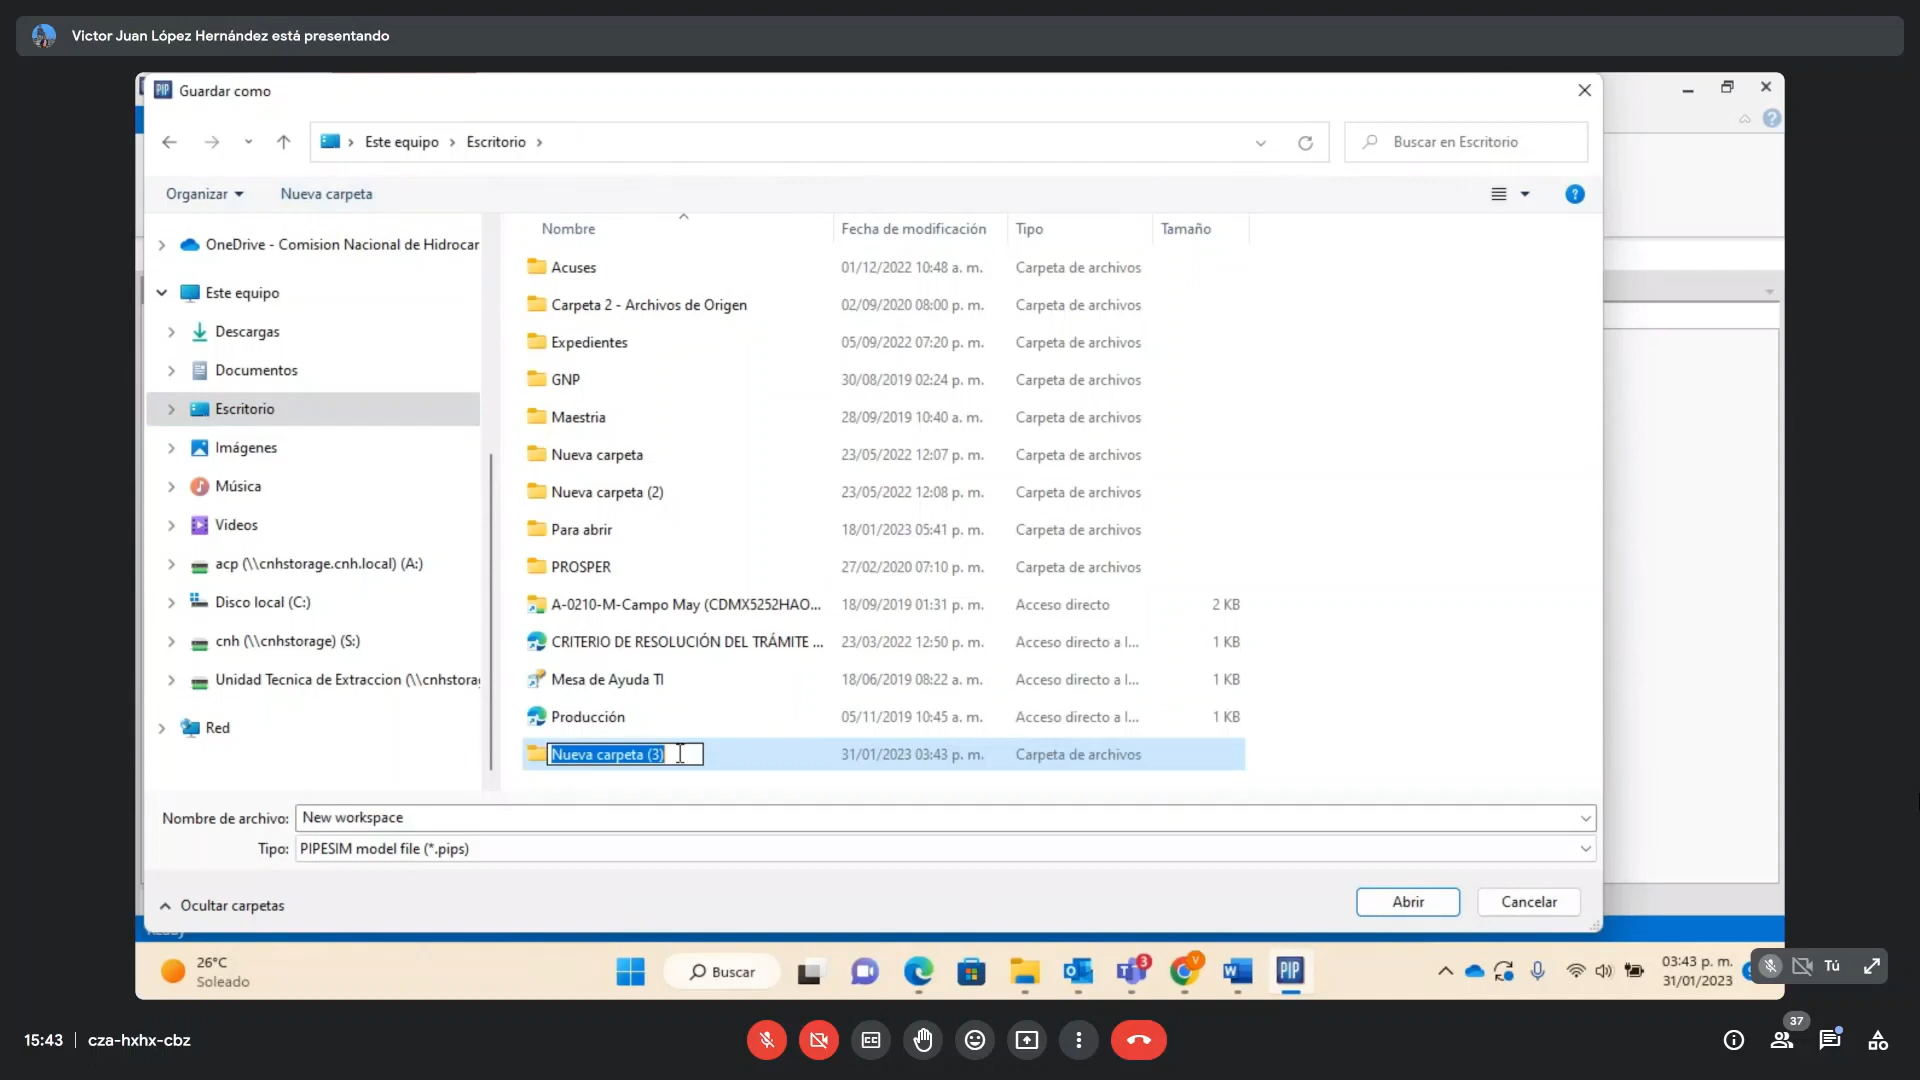 Victor Juan López Hernández está presentando
PIP Guardar como
Este equipo Escritorio
Buscar en Escritorio
Organizar Nueva carpeta
Nombre Fecha de modificación Tipo Tamaño
OneDrive - Comision Nacional de Hidrocar
Este equipo
Descargas
Documentos
Escritorio
Imágenes
Música
Videos
acp (\\cnhstorage.cnh.local) (A:)
Disco local (C:)
cnh (\\cnhstorage) (S:)
Unidad Tecnica de Extraccion (\\cnhstora
Red
Acuses 01/12/2022 10:48 a. m. Carpeta de archivos
Carpeta 2 - Archivos de Origen 02/09/2020 08:00 p. m. Carpeta de archivos
Expedientes 05/09/2022 07:20 p. m. Carpeta de archivos
GNP 30/08/2019 02:24 p. m. Carpeta de archivos
Maestria 28/09/2019 10:40 a. m. Carpeta de archivos
Nueva carpeta 23/05/2022 12:07 p. m. Carpeta de archivos
Nueva carpeta (2) 23/05/2022 12:08 p. m. Carpeta de archivos
Para abrir 18/01/2023 05:41 p. m. Carpeta de archivos
PROSPER 27/02/2020 07:10 p. m. Carpeta de archivos
A-0210-M-Campo May (CDMX5252HAO... 18/09/2019 01:31 p. m. Acceso directo 2 KB
CRITERIO DE RESOLUCIÓN DEL TRÁMITE ... 23/03/2022 12:50 p. m. Acceso directo a I... 1 KB
Mesa de Ayuda TI 18/06/2019 08:22 a. m. Acceso directo a I... 1 KB
Producción 05/11/2019 10:45 a. m. Acceso directo a I... 1 KB
Nueva carpeta (3) 31/01/2023 03:43 p. m. Carpeta de archivos
Nombre de archivo: New workspace
Tipo: PIPESIM model file (*.pips)
Ocultar carpetas
Abrir Cancelar
26°C
Soleado
Buscar
3
V
PIP
03:43 p. m.
31/01/2023
Tú
15:43 | cza-hxhx-cbz
37